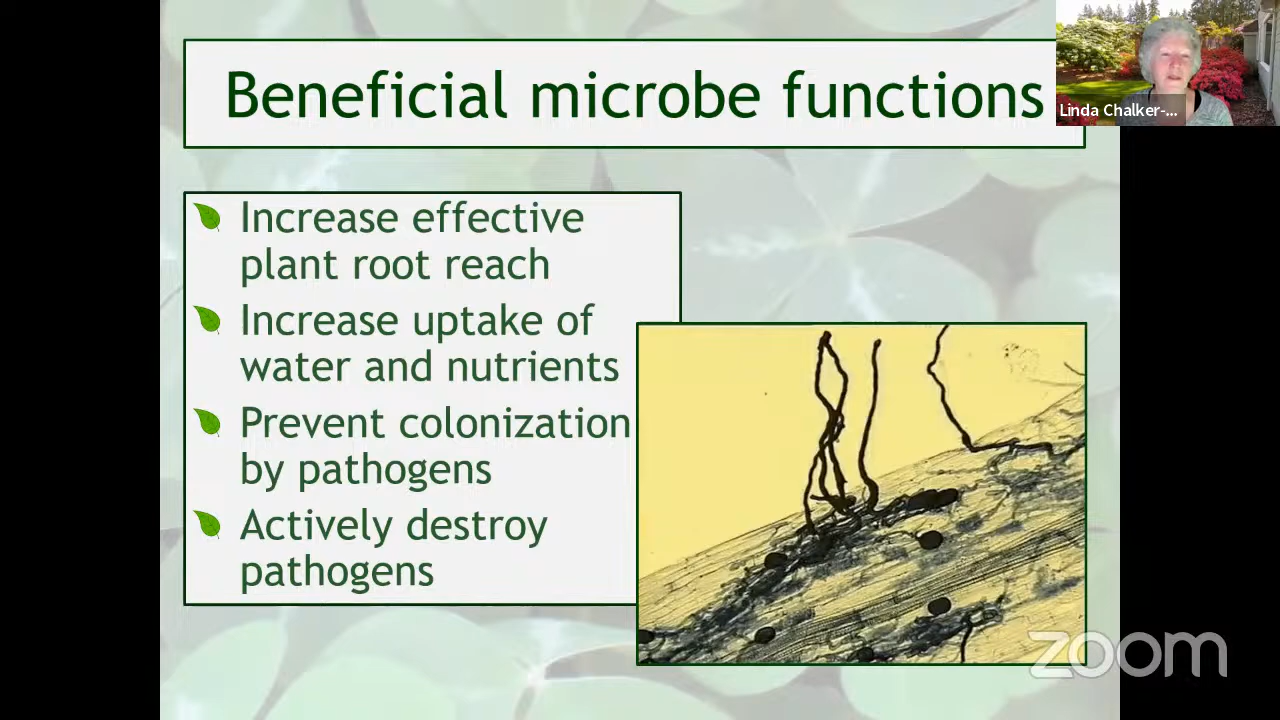 Beneficial microbe functions
Linda Chalker-...
Increase effective
plant root reach
Increase uptake of
water and nutrients
Prevent colonization
by pathogens
Actively destroy
pathogens
zoom